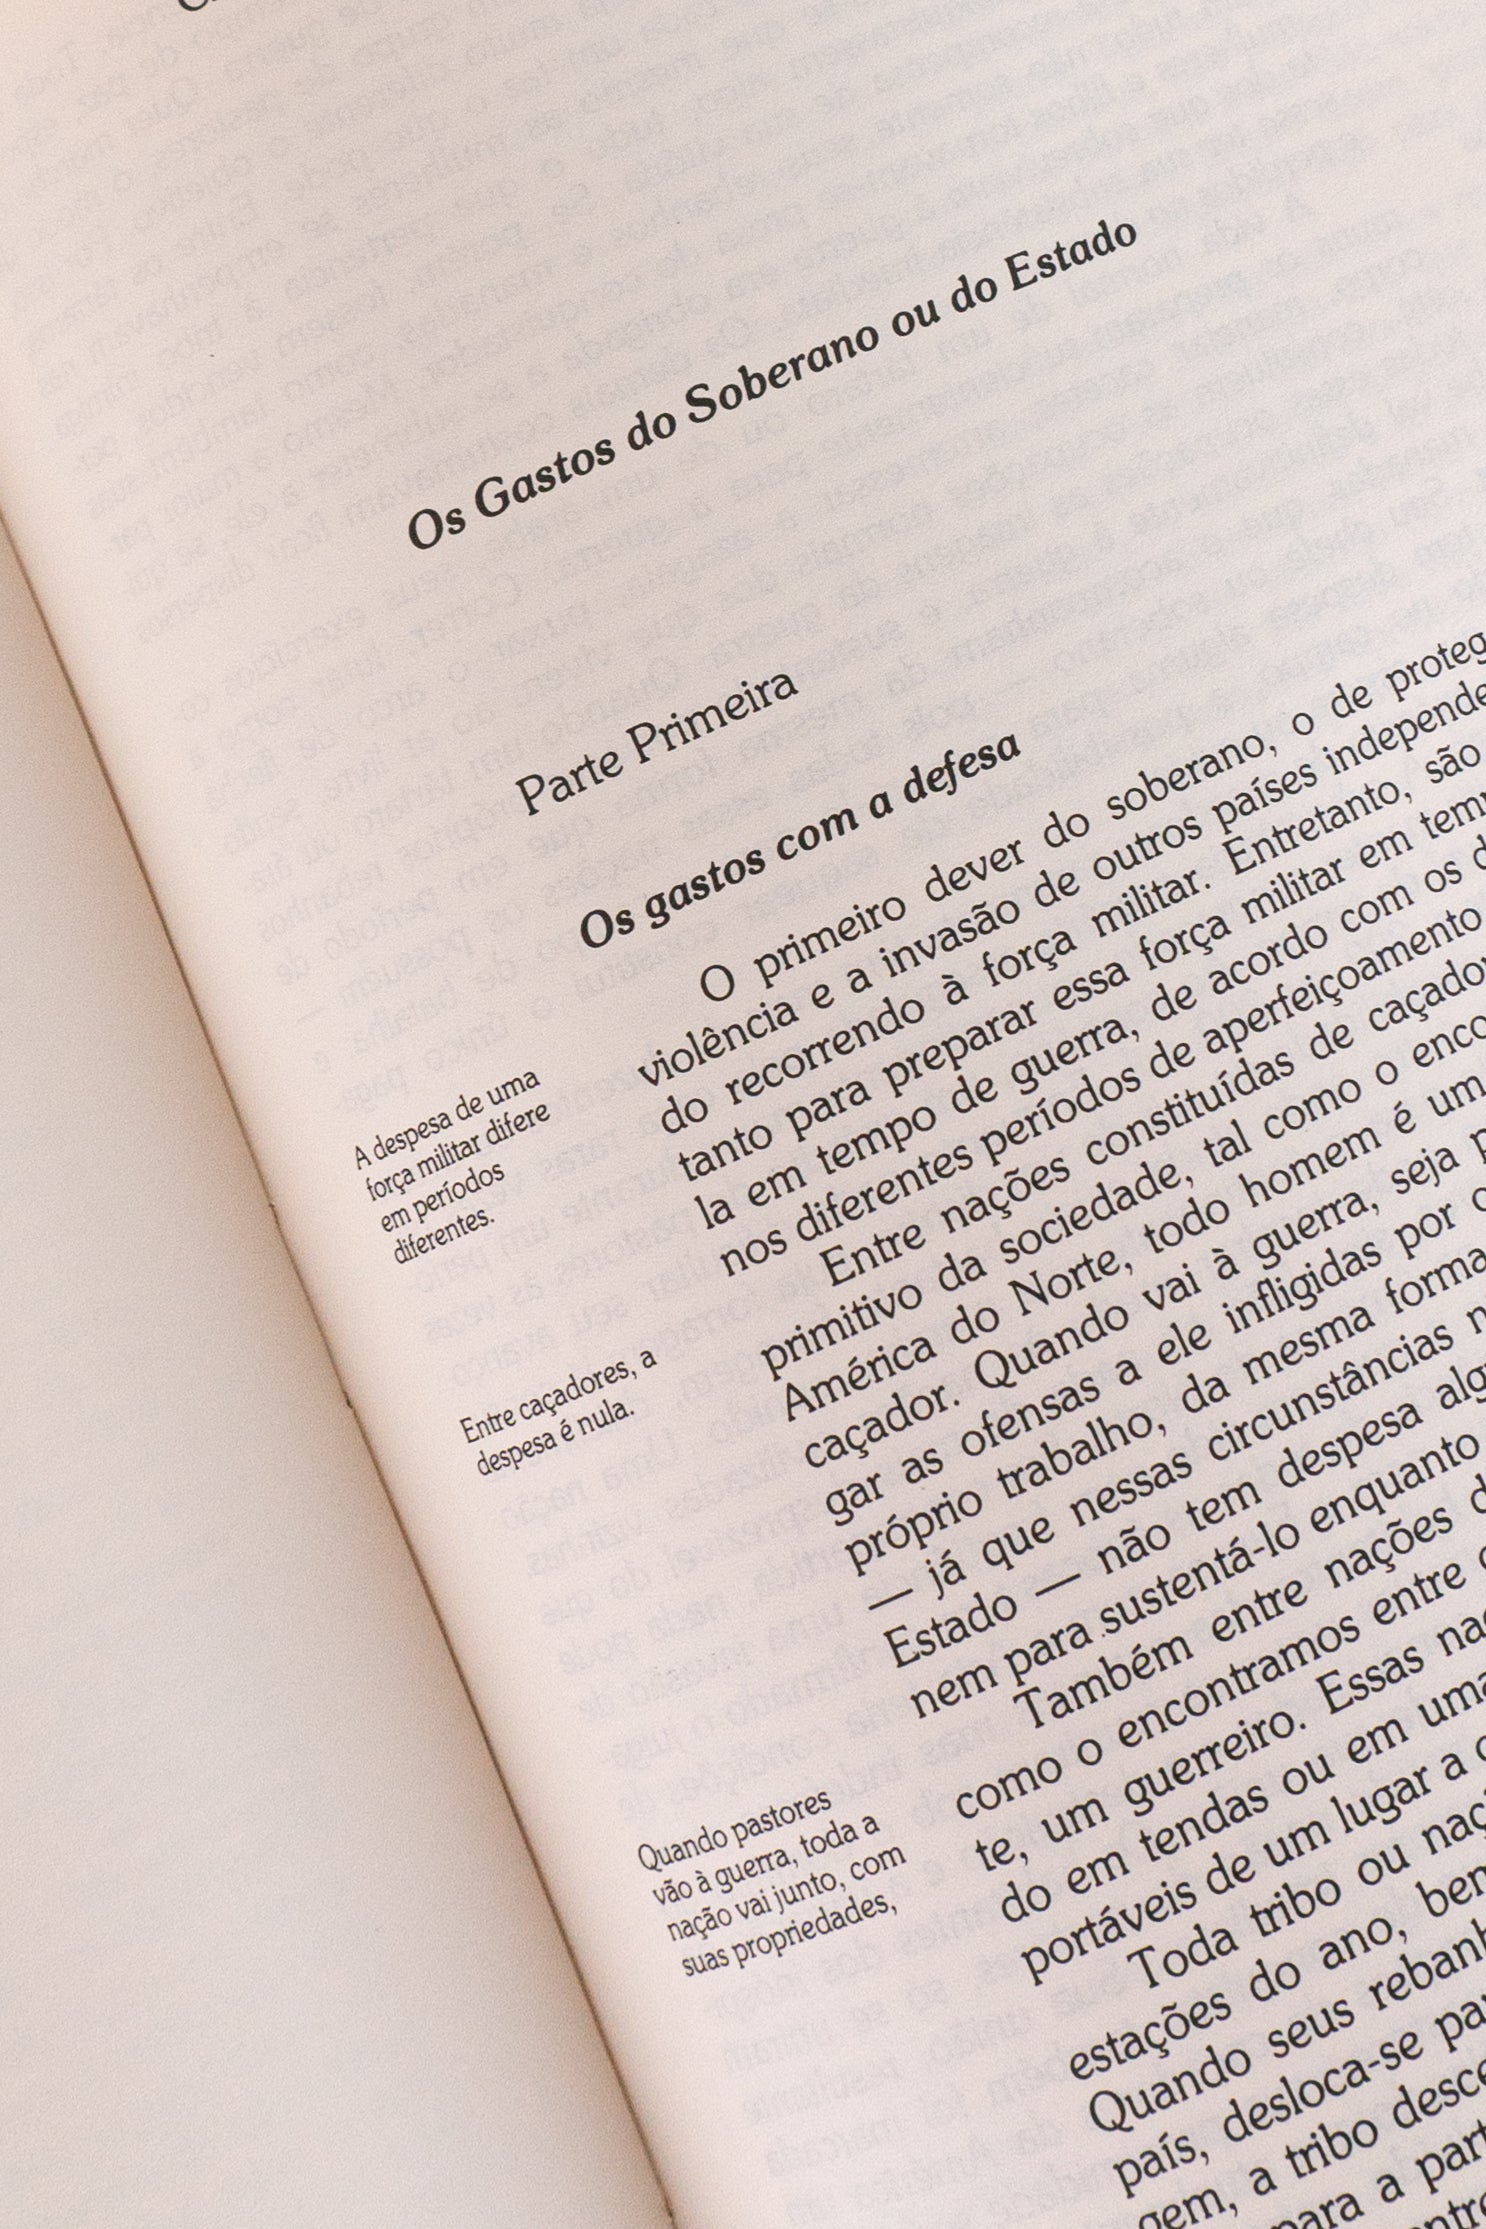 Os Gastos do Soberano ou do Estado
Parte Primeira
Os gastos com a defesa
O primeiro dever do soberano, o de proteg
violência e a invasão de outros países independe
do recorrendo à força militar. Entretanto, são
tanto para preparar essa força militar em temp
la em tempo de guerra, de acordo com os d
nos diferentes períodos de aperfeiçoamento
A despesa de uma
força militar difere
em períodos
diferentes.
Entre nações constituídas de caçador
primitivo da sociedade, tal como o enco
América do Norte, todo homem é um
caçador. Quando vai à guerra, seja p
gar as ofensas a ele infligidas por o
próprio trabalho, da mesma forma
— já que nessas circunstâncias n
Estado — não tem despesa alg
nem para sustentá-lo enquanto
Entre caçadores, a
despesa é nula.
Também entre nações d
como o encontramos entre
te, um guerreiro. Essas na
do em tendas ou em uma
portáveis de um lugar a o
Toda tribo ou naç
estações do ano, ben
Quando seus rebanh
país, desloca-se pa
gem, a tribo desce
para a part
entre
Quando pastores
vão à guerra, toda a
nação vai junto, com
suas propriedades,